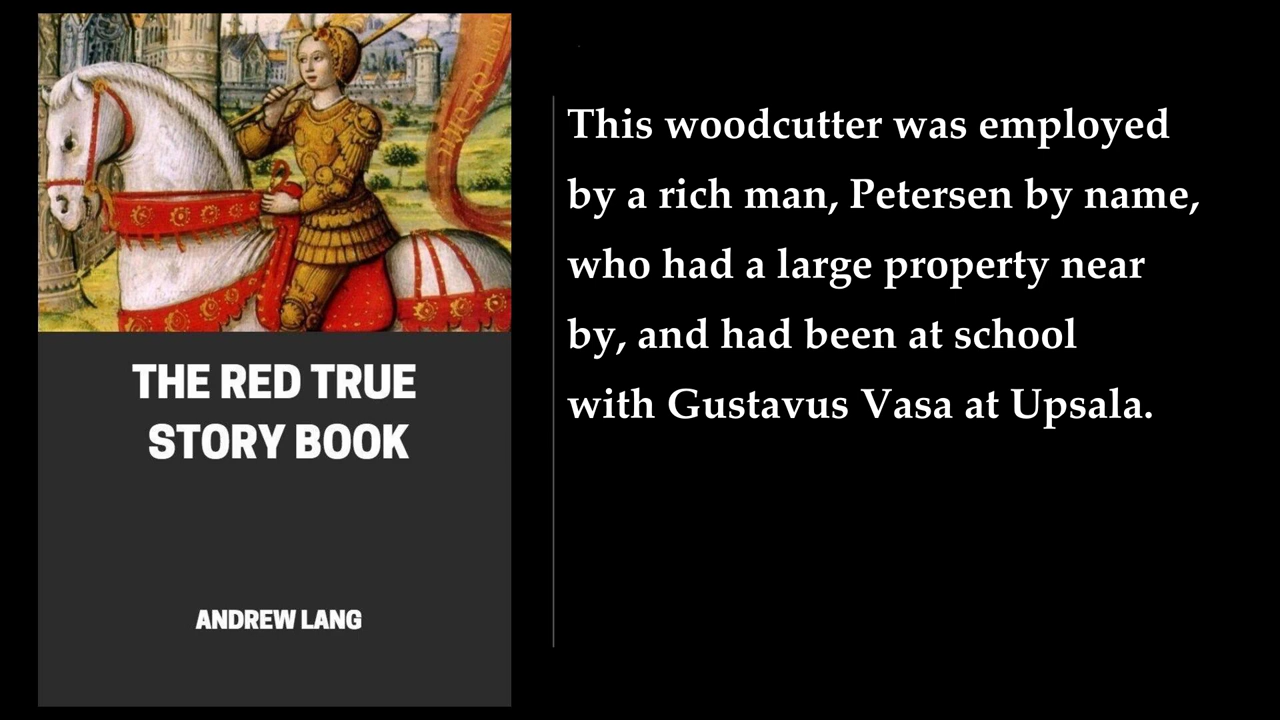 THE RED TRUE
STORY BOOK
ANDREW LANG
This woodcutter was employed
by a rich man, Petersen by name,
who had a large property near
by, and had been at school
with Gustavus Vasa at Upsala.